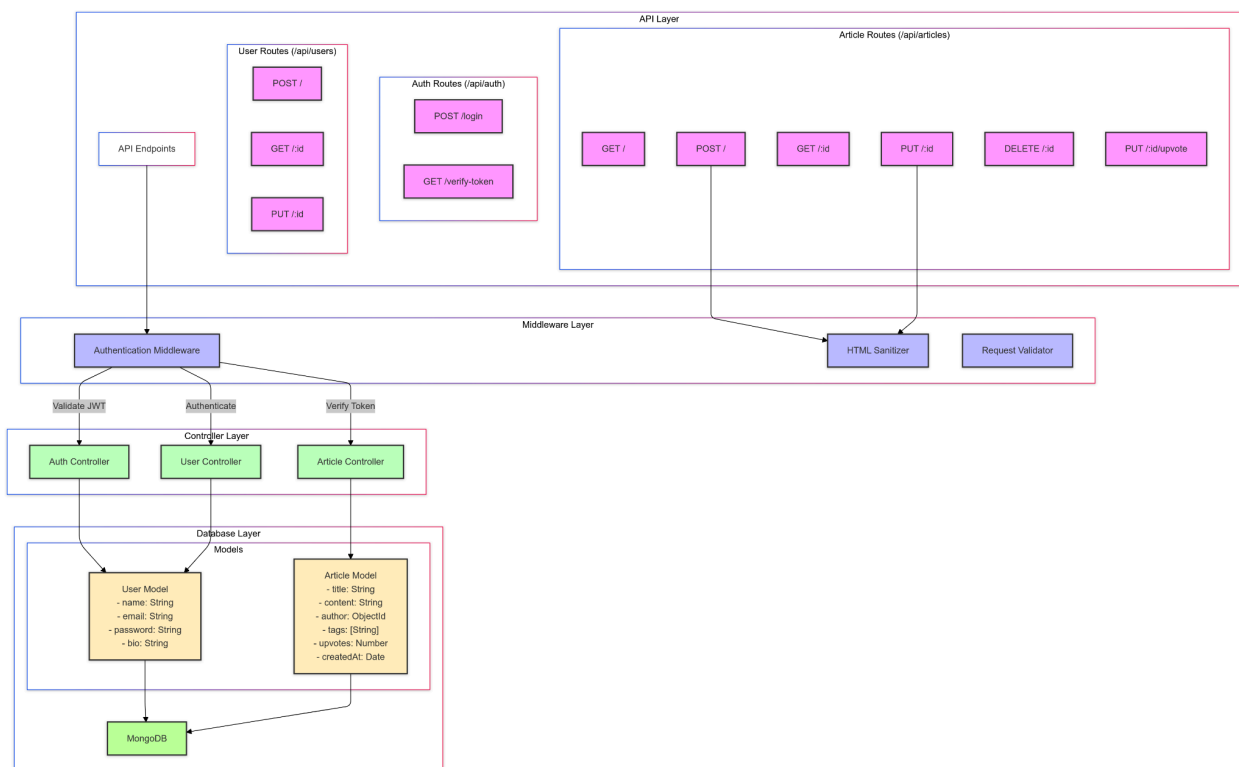 API Layer
User Routes (/api/users)
POST /
GET /:id
PUT /:id
Auth Routes (/api/auth)
POST /login
GET /verify-token
Article Routes (/api/articles)
GET /
POST /
GET /:id
PUT /:id
DELETE /:id
PUT /:id/upvote
API Endpoints
Middleware Layer
Authentication Middleware
HTML Sanitizer
Request Validator
Validate JWT
Authenticate
Verify Token
Controller Layer
Auth Controller
User Controller
Article Controller
Database Layer
Models
User Model
- name: String
- email: String
- password: String
- bio: String
Article Model
- title: String
- content: String
- author: ObjectId
- tags: [String]
- upvotes: Number
- createdAt: Date
MongoDB